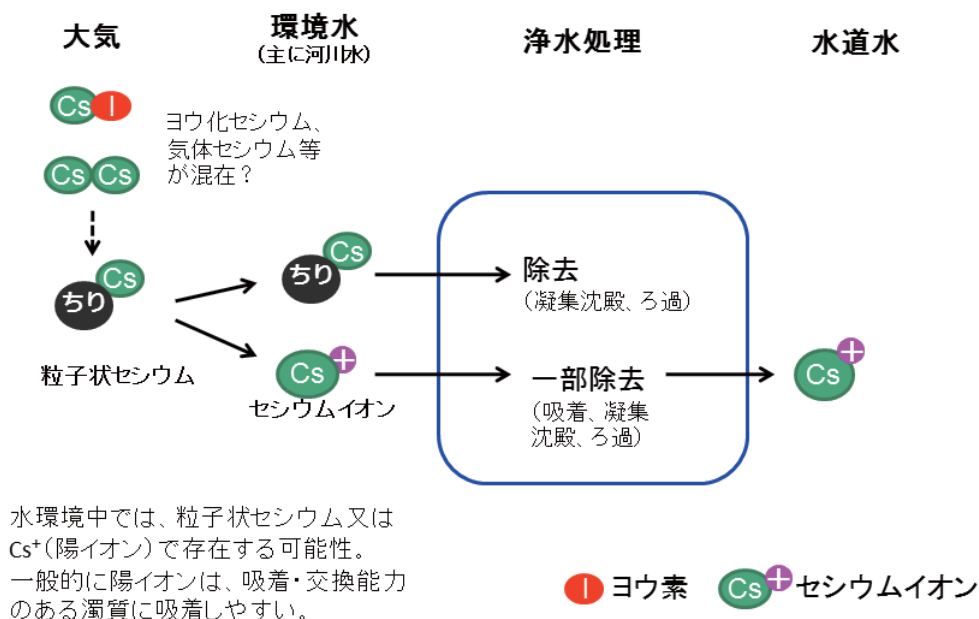 大気
環境水
(主に河川水)
浄水処理
水道水
Cs I
ヨウ化セシウム、
気体セシウム等
が混在？
Cs Cs
Cs
ちり
粒子状セシウム
Cs
ちり
Cs +
セシウムイオン
除去
(凝集沈殿、ろ過)
一部除去
(吸着、凝集
沈殿、ろ過)
Cs +
水環境中では、粒子状セシウム又は
Cs⁺(陽イオン)で存在する可能性。
一般的に陽イオンは、吸着・交換能力
のある濁質に吸着しやすい。
I ヨウ素
Cs + セシウムイオン